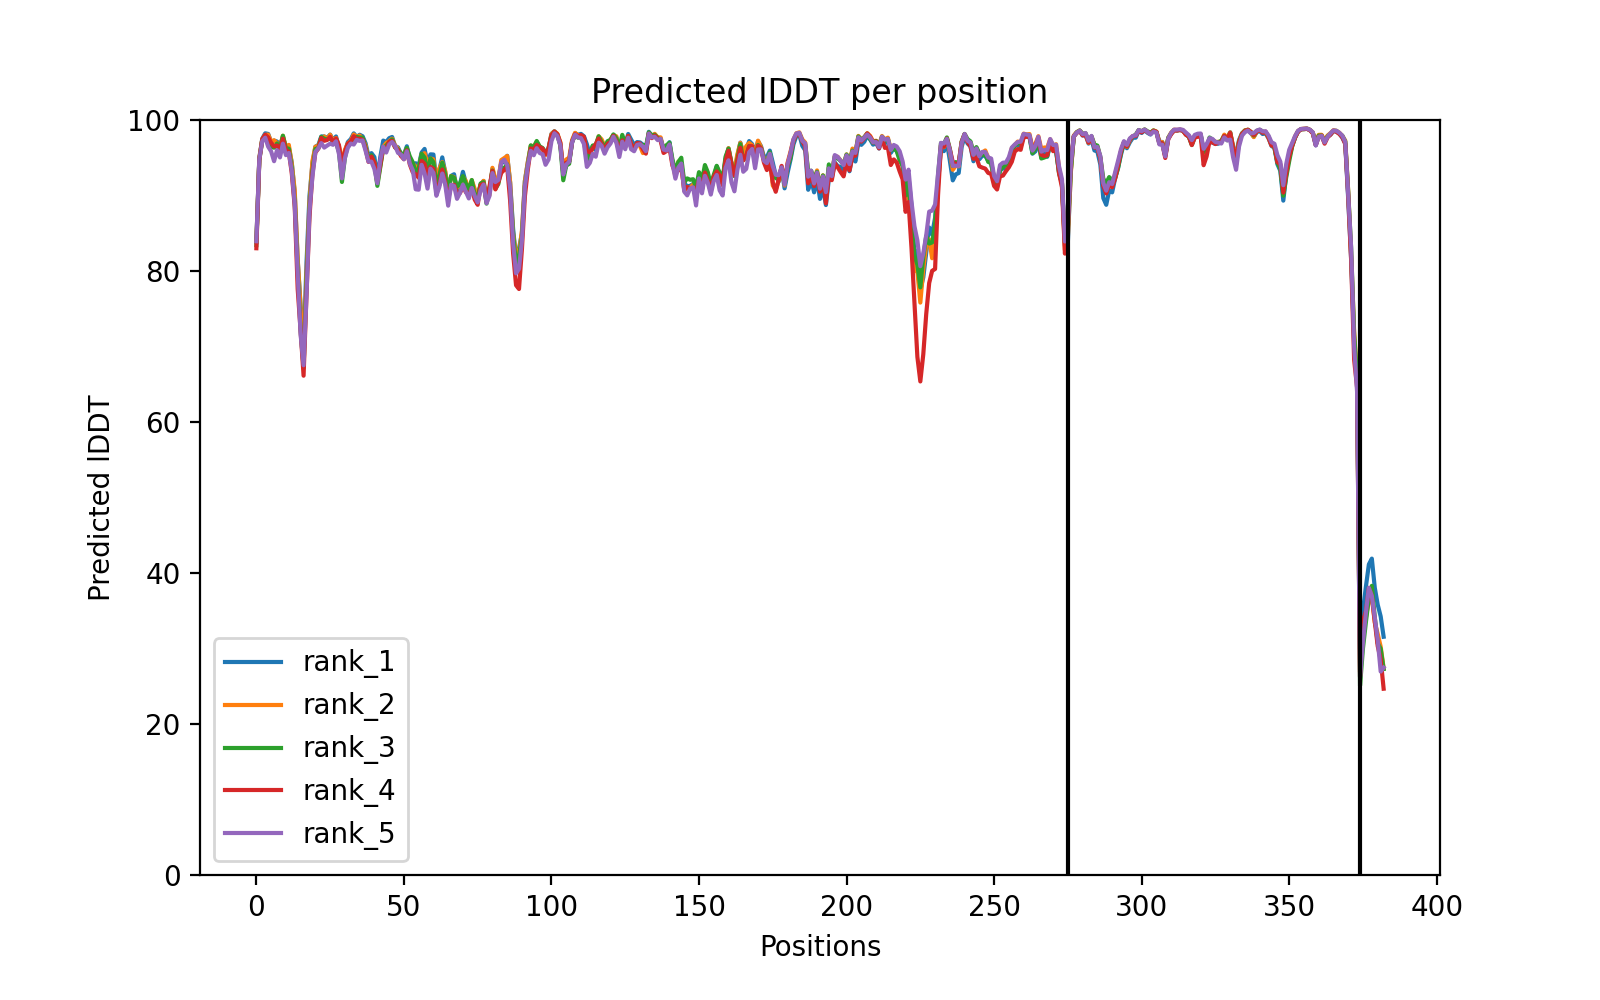 Predicted lDDT per position
100
80
60
40
20
0
Predicted lDDT
rank_1
rank_2
rank_3
rank_4
rank_5
0 50 100 150 200 250 300 350 400
Positions